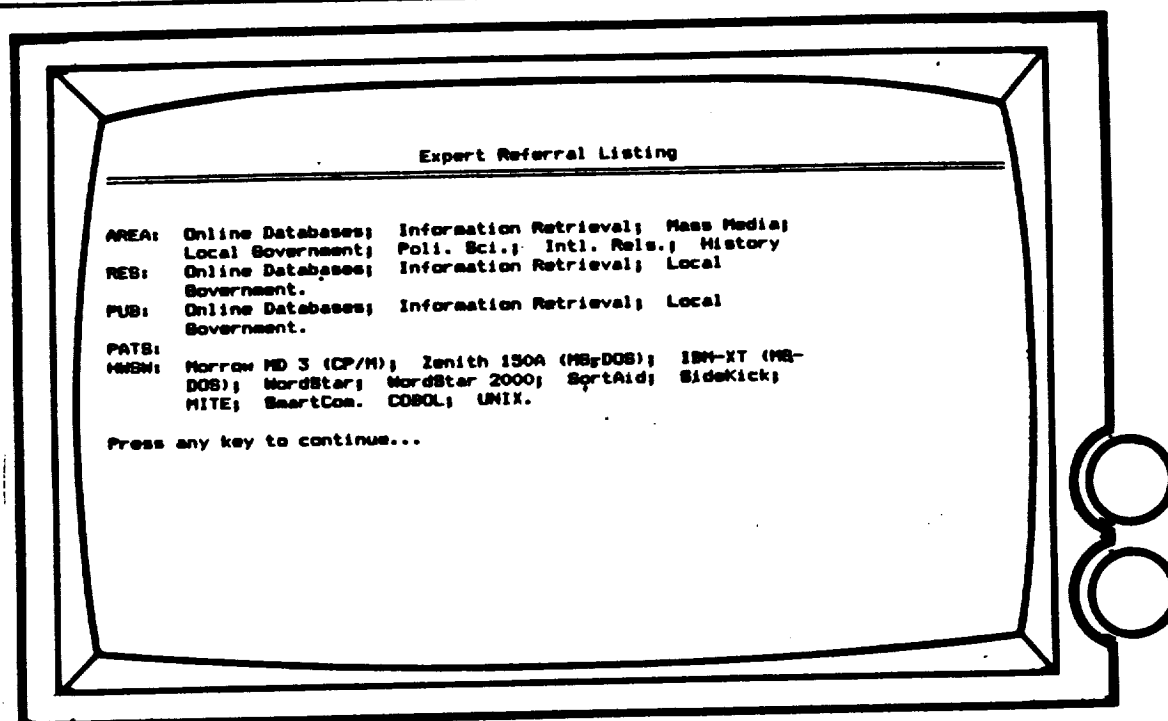 Expert Referral Listing
AREA: Online Databases; Information Retrieval; Mass Media;
Local Government; Poli. Sci.; Intl. Rels.; History
RES: Online Databases; Information Retrieval; Local
Government.
PUB: Online Databases; Information Retrieval; Local
Government.
PATS:
HWSW: Morrow MD 3 (CP/M); Zenith 150A (MS-DOS); IBM-XT (MS-
DOS); WordStar; WordStar 2000; SortAid; SideKick;
MITE; SmartCom. COBOL; UNIX.
Press any key to continue...